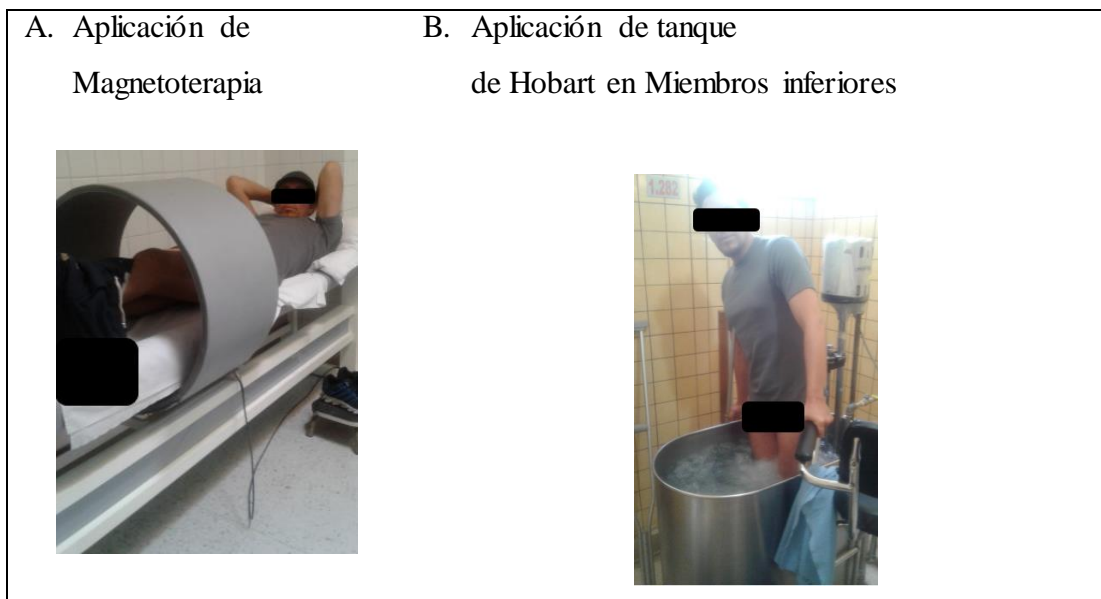 A. Aplicación de
Magnetoterapia
B. Aplicación de tanque
de Hobart en Miembros inferiores
1.282